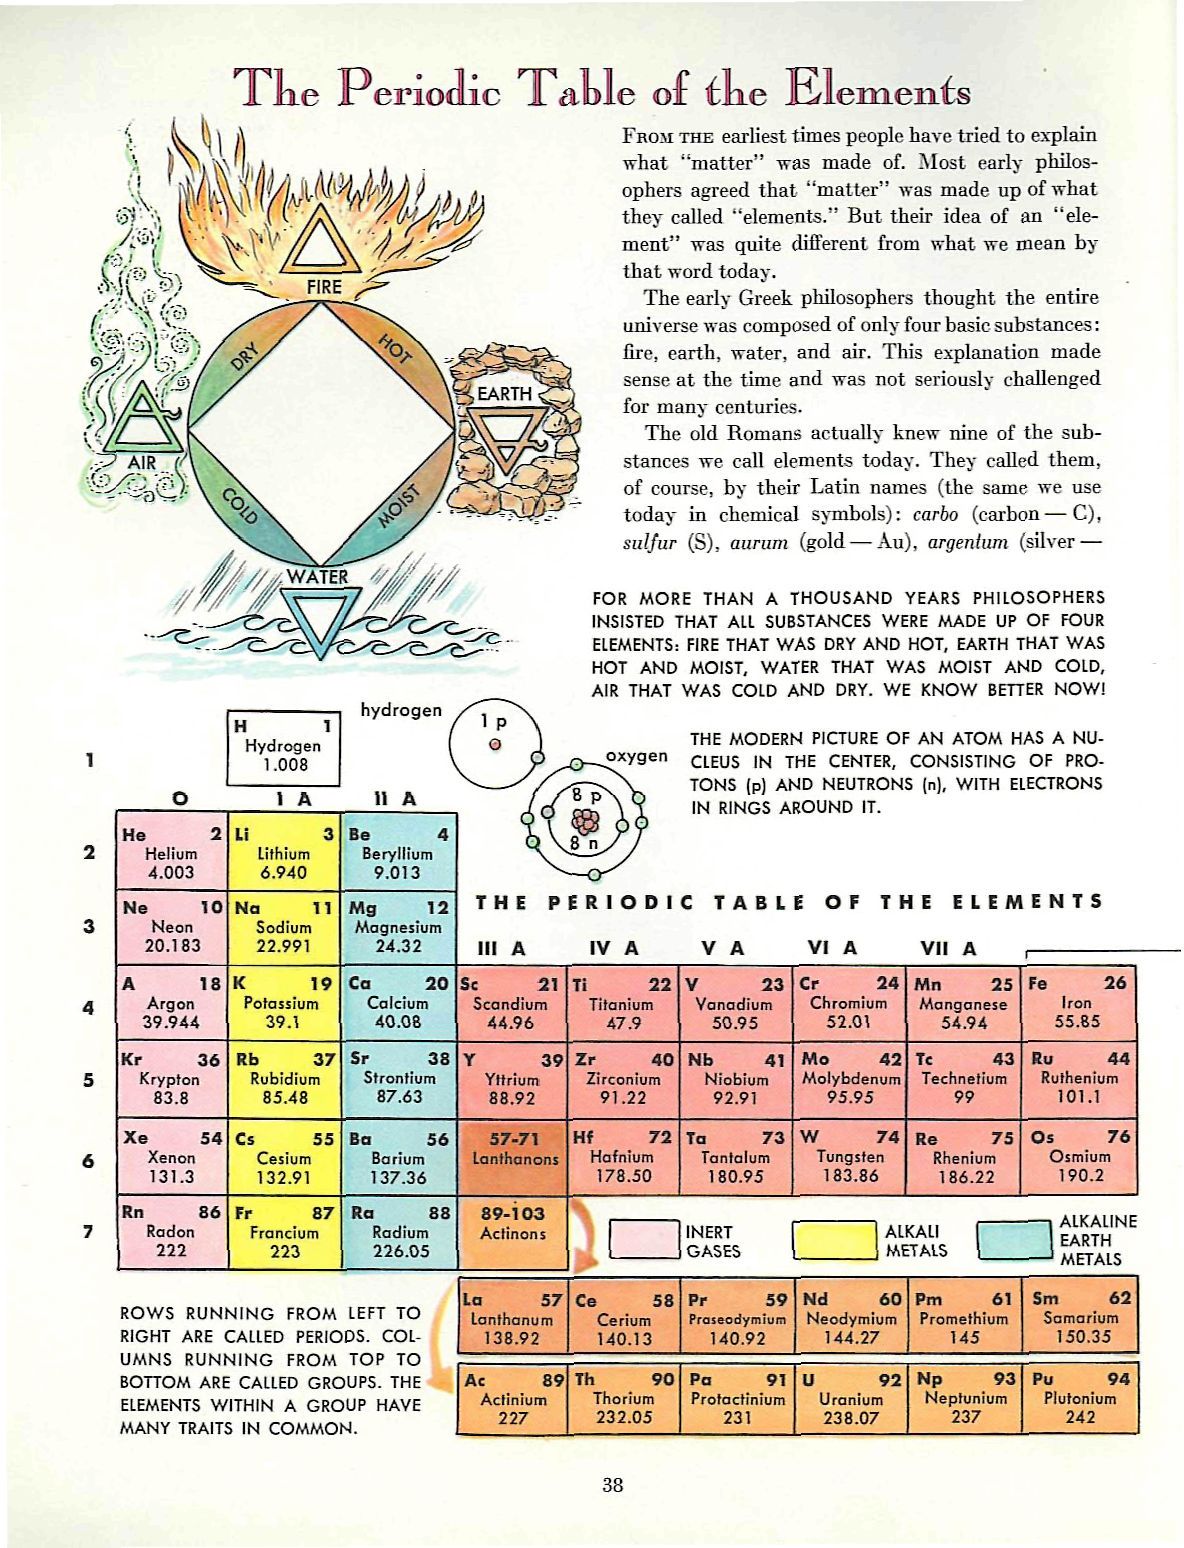 The Periodic Table of the Elements
FROM THE earliest times people have tried to explain
what "matter" was made of. Most early philos-
ophers agreed that "matter" was made up of what
they called "elements." But their idea of an "ele-
ment" was quite different from what we mean by
that word today.
The early Greek philosophers thought the entire
universe was composed of only four basic substances:
fire, earth, water, and air. This explanation made
sense at the time and was not seriously challenged
for many centuries.
The old Romans actually knew nine of the sub-
stances we call elements today. They called them,
of course, by their Latin names (the same we use
today in chemical symbols): carbo (carbon — C),
sulfur (S), aurum (gold — Au), argentum (silver —
FIRE
DRY
HOT
EARTH
AIR
COLD
MOIST
WATER
FOR MORE THAN A THOUSAND YEARS PHILOSOPHERS
INSISTED THAT ALL SUBSTANCES WERE MADE UP OF FOUR
ELEMENTS: FIRE THAT WAS DRY AND HOT, EARTH THAT WAS
HOT AND MOIST, WATER THAT WAS MOIST AND COLD,
AIR THAT WAS COLD AND DRY. WE KNOW BETTER NOW!
hydrogen
1 p
oxygen
8 p
8 n
THE MODERN PICTURE OF AN ATOM HAS A NU-
CLEUS IN THE CENTER, CONSISTING OF PRO-
TONS (p) AND NEUTRONS (n), WITH ELECTRONS
IN RINGS AROUND IT.
THE PERIODIC TABLE OF THE ELEMENTS
1
H 1
Hydrogen
1.008
O I A II A
2
He 2 Li 3 Be 4
Helium Lithium Beryllium
4.003 6.940 9.013
3
Ne 10 Na 11 Mg 12
Neon Sodium Magnesium
20.183 22.991 24.32
III A IV A V A VI A VII A
4
A 18 K 19 Ca 20 Sc 21 Ti 22 V 23 Cr 24 Mn 25 Fe 26
Argon Potassium Calcium Scandium Titanium Vanadium Chromium Manganese Iron
39.944 39.1 40.08 44.96 47.9 50.95 52.01 54.94 55.85
5
Kr 36 Rb 37 Sr 38 Y 39 Zr 40 Nb 41 Mo 42 Tc 43 Ru 44
Krypton Rubidium Strontium Yttrium Zirconium Niobium Molybdenum Technetium Ruthenium
83.8 85.48 87.63 88.92 91.22 92.91 95.95 99 101.1
6
Xe 54 Cs 55 Ba 56 57-71 Hf 72 Ta 73 W 74 Re 75 Os 76
Xenon Cesium Barium Lanthanons Hafnium Tantalum Tungsten Rhenium Osmium
131.3 132.91 137.36 178.50 180.95 183.86 186.22 190.2
7
Rn 86 Fr 87 Ra 88 89-103
Radon Francium Radium Actinons
222 223 226.05
INERT
GASES
ALKALI
METALS
ALKALINE
EARTH
METALS
La 57 Ce 58 Pr 59 Nd 60 Pm 61 Sm 62
Lanthanum Cerium Praseodymium Neodymium Promethium Samarium
138.92 140.13 140.92 144.27 145 150.35
Ac 89 Th 90 Pa 91 U 92 Np 93 Pu 94
Actinium Thorium Protactinium Uranium Neptunium Plutonium
227 232.05 231 238.07 237 242
ROWS RUNNING FROM LEFT TO
RIGHT ARE CALLED PERIODS. COL-
UMNS RUNNING FROM TOP TO
BOTTOM ARE CALLED GROUPS. THE
ELEMENTS WITHIN A GROUP HAVE
MANY TRAITS IN COMMON.
38